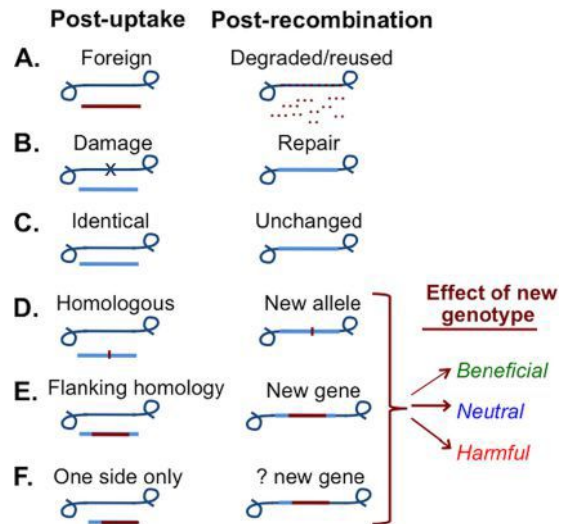 Post-uptake Post-recombination
A. Foreign Degraded/reused
B. Damage Repair
X
C. Identical Unchanged
D. Homologous New allele
Effect of new
genotype
Beneficial
E. Flanking homology New gene
Neutral
Harmful
F. One side only ? new gene